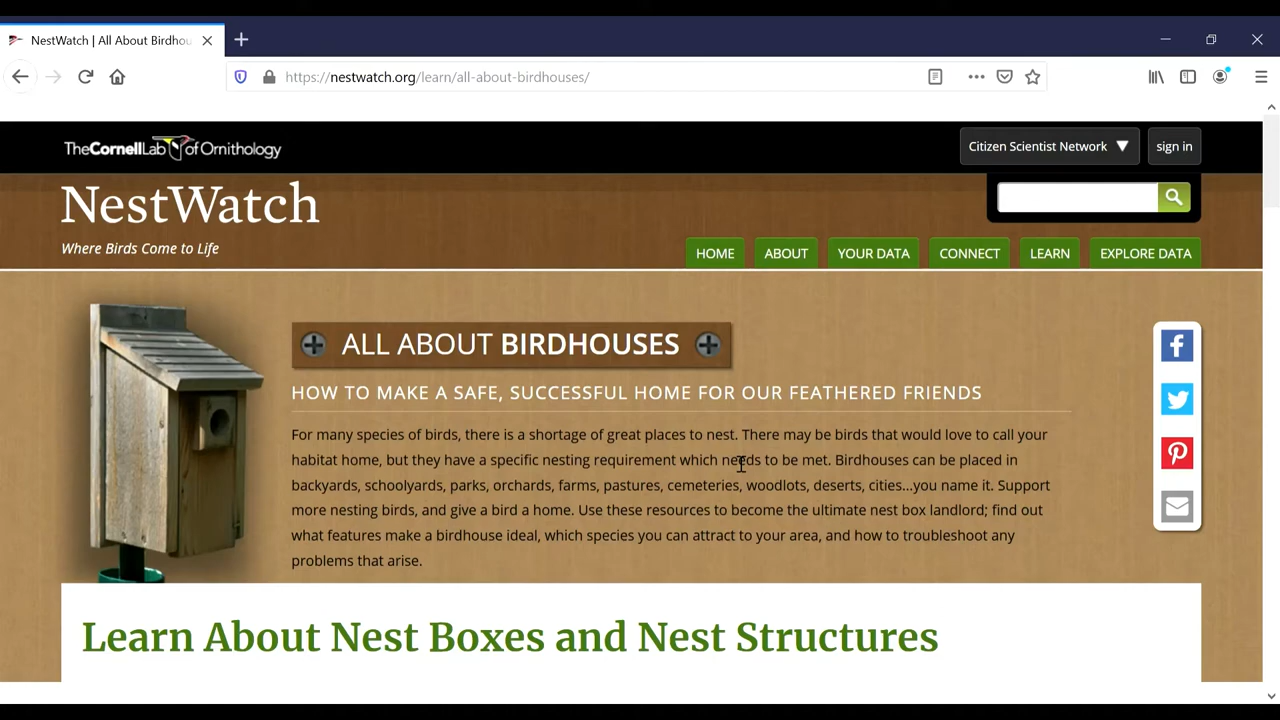 NestWatch | All About Birdhou
https://nestwatch.org/learn/all-about-birdhouses/
TheCornellLab of Ornithology
Citizen Scientist Network
sign in
NestWatch
Where Birds Come to Life
HOME
ABOUT
YOUR DATA
CONNECT
LEARN
EXPLORE DATA
ALL ABOUT BIRDHOUSES
HOW TO MAKE A SAFE, SUCCESSFUL HOME FOR OUR FEATHERED FRIENDS
For many species of birds, there is a shortage of great places to nest. There may be birds that would love to call your
habitat home, but they have a specific nesting requirement which needs to be met. Birdhouses can be placed in
backyards, schoolyards, parks, orchards, farms, pastures, cemeteries, woodlots, deserts, cities...you name it. Support
more nesting birds, and give a bird a home. Use these resources to become the ultimate nest box landlord; find out
what features make a birdhouse ideal, which species you can attract to your area, and how to troubleshoot any
problems that arise.
Learn About Nest Boxes and Nest Structures